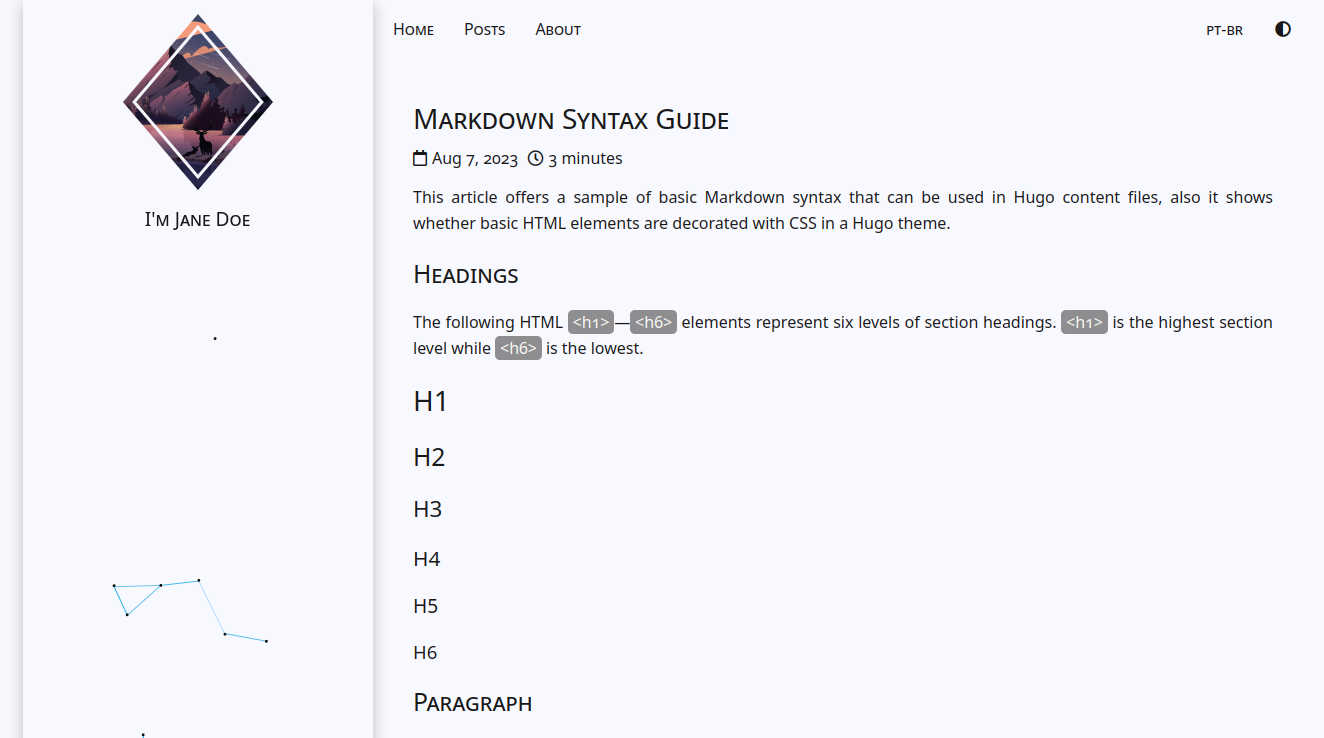 Home Posts About PT-BR
I'm Jane Doe
Markdown Syntax Guide
Aug 7, 2023 3 minutes
This article offers a sample of basic Markdown syntax that can be used in Hugo content files, also it shows
whether basic HTML elements are decorated with CSS in a Hugo theme.
Headings
The following HTML <h1>—<h6> elements represent six levels of section headings. <h1> is the highest section
level while <h6> is the lowest.
H1
H2
H3
H4
H5
H6
Paragraph